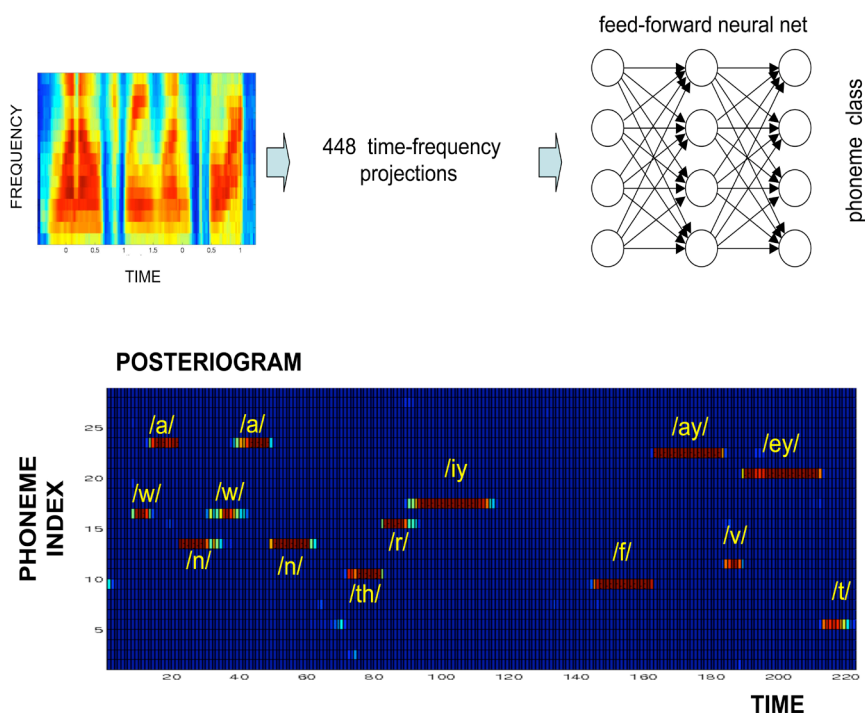 feed-forward neural net
FREQUENCY
448 time-frequency
projections
phoneme class
0 0.5 1 0 0.5 1
TIME
POSTERIOGRAM
PHONEME
INDEX
25
20
15
10
5
/a/
/a/
/ay/
/ey/
/iy
/w/
/w/
/r/
/v/
/n/
/n/
/f/
/th/
/t/
20 40 60 80 100 120 140 160 180 200 220
TIME